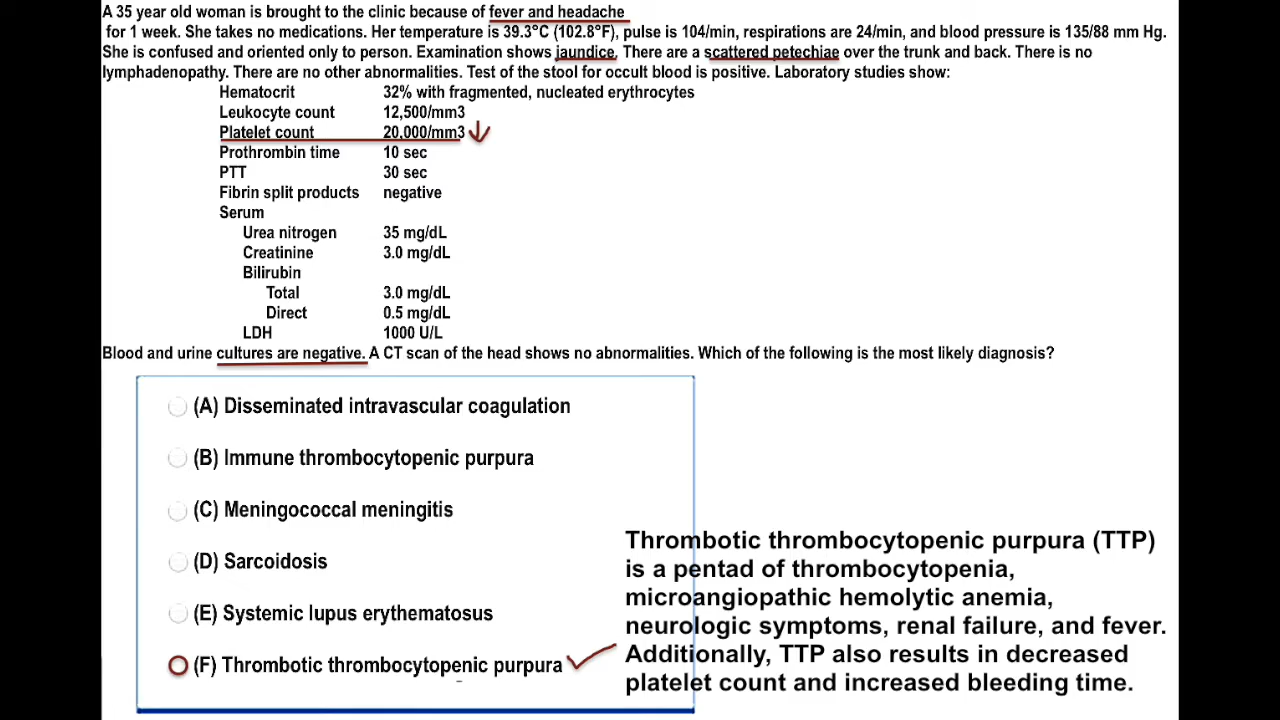 A 35 year old woman is brought to the clinic because of fever and headache
for 1 week. She takes no medications. Her temperature is 39.3°C (102.8°F), pulse is 104/min, respirations are 24/min, and blood pressure is 135/88 mm Hg.
She is confused and oriented only to person. Examination shows jaundice. There are a scattered petechiae over the trunk and back. There is no
lymphadenopathy. There are no other abnormalities. Test of the stool for occult blood is positive. Laboratory studies show:
Hematocrit 32% with fragmented, nucleated erythrocytes
Leukocyte count 12,500/mm3
Platelet count 20,000/mm3
Prothrombin time 10 sec
PTT 30 sec
Fibrin split products negative
Serum
Urea nitrogen 35 mg/dL
Creatinine 3.0 mg/dL
Bilirubin
Total 3.0 mg/dL
Direct 0.5 mg/dL
LDH 1000 U/L
Blood and urine cultures are negative. A CT scan of the head shows no abnormalities. Which of the following is the most likely diagnosis?
(A) Disseminated intravascular coagulation
(B) Immune thrombocytopenic purpura
(C) Meningococcal meningitis
(D) Sarcoidosis
(E) Systemic lupus erythematosus
(F) Thrombotic thrombocytopenic purpura
Thrombotic thrombocytopenic purpura (TTP)
is a pentad of thrombocytopenia,
microangiopathic hemolytic anemia,
neurologic symptoms, renal failure, and fever.
Additionally, TTP also results in decreased
platelet count and increased bleeding time.